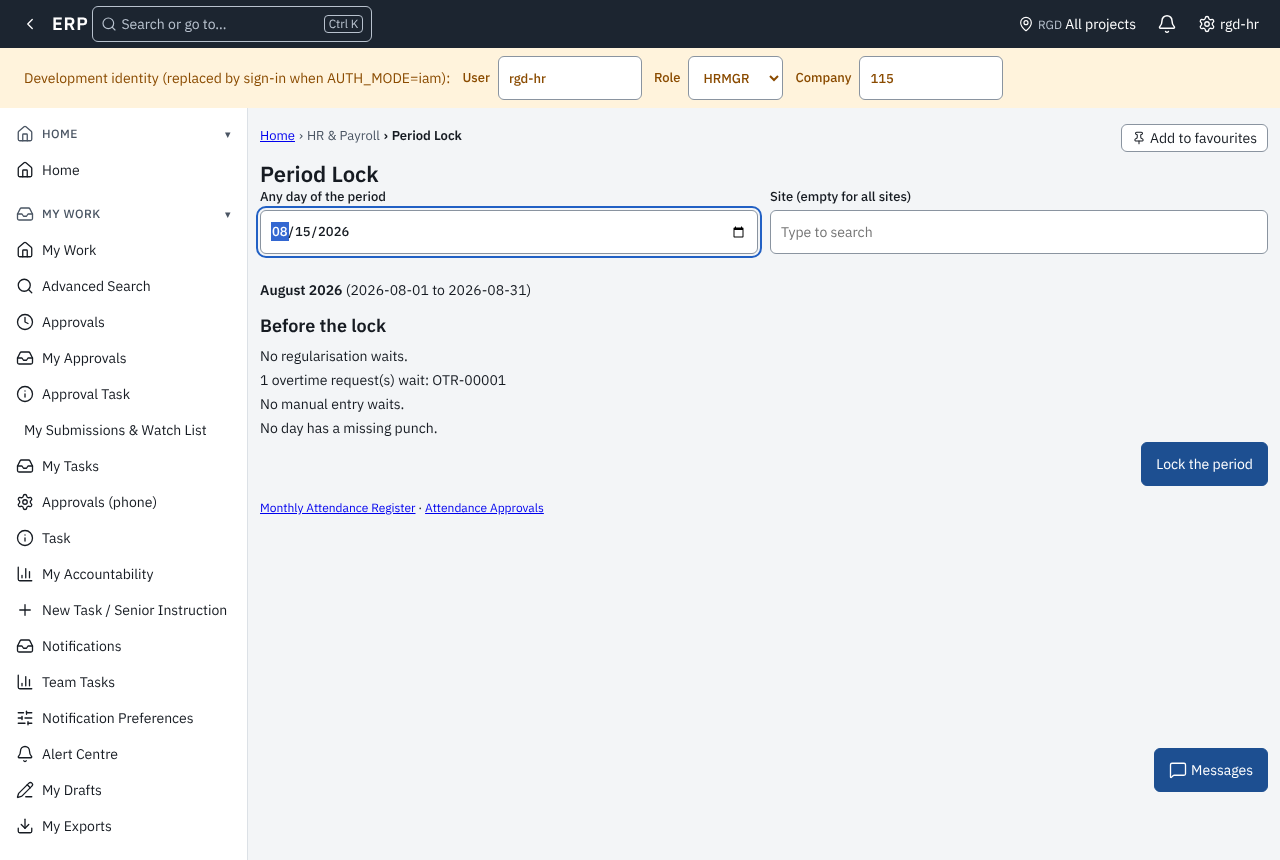 ERP
Search or go to...
Ctrl K
RGD All projects
rgd-hr
Development identity (replaced by sign-in when AUTH_MODE=iam):
User
rgd-hr
Role
HRMGR
Company
115
HOME
Home
MY WORK
My Work
Advanced Search
Approvals
My Approvals
Approval Task
My Submissions & Watch List
My Tasks
Approvals (phone)
Task
My Accountability
New Task / Senior Instruction
Notifications
Team Tasks
Notification Preferences
Alert Centre
My Drafts
My Exports
Home › HR & Payroll › Period Lock
Add to favourites
Period Lock
Any day of the period
08/15/2026
Site (empty for all sites)
Type to search
August 2026 (2026-08-01 to 2026-08-31)
Before the lock
No regularisation waits.
1 overtime request(s) wait: OTR-00001
No manual entry waits.
No day has a missing punch.
Lock the period
Monthly Attendance Register · Attendance Approvals
Messages